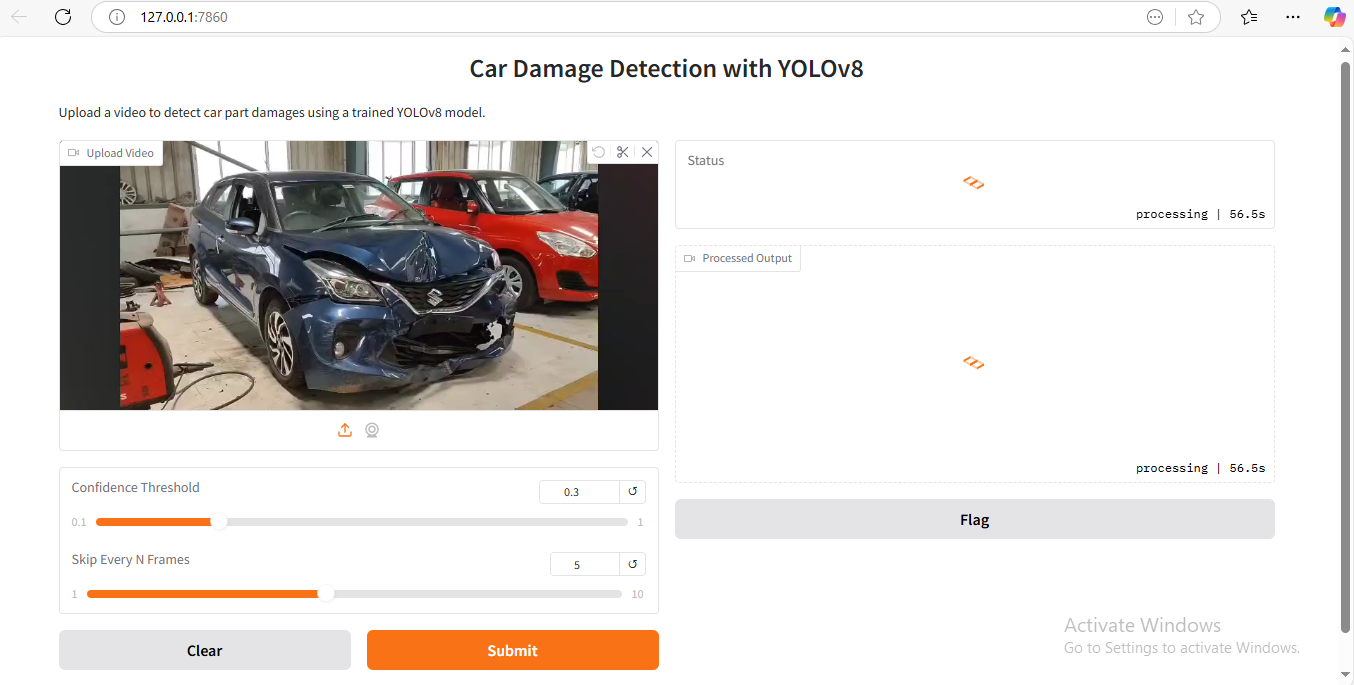 127.0.0.1:7860
Car Damage Detection with YOLOv8
Upload a video to detect car part damages using a trained YOLOv8 model.
Upload Video
Status
processing | 56.5s
Processed Output
processing | 56.5s
Flag
Confidence Threshold
0.3
0.1
1
Skip Every N Frames
5
1
10
Clear
Submit
Activate Windows
Go to Settings to activate Windows.